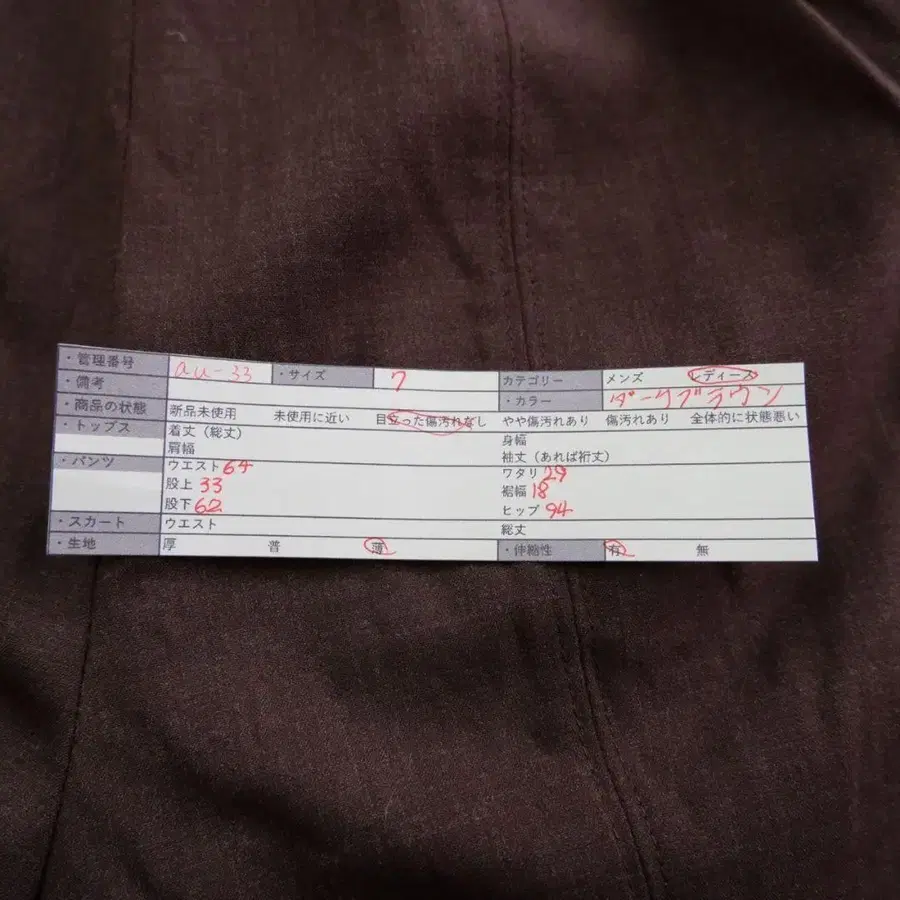 ・管理番号 au-33 ・サイズ 7 カテゴリー メンズ レディース
・備考 ・カラー ダークブラウン
・商品の状態 新品未使用 未使用に近い 目立った傷汚れなし やや傷汚れあり 傷汚れあり 全体的に状態悪い
・トップス 着丈（総丈） 身幅
肩幅 袖丈（あれば裄丈）
・パンツ ウエスト 64 ワタリ 29
股上 33 裾幅 18
股下 62 ヒップ 94
・スカート ウエスト 総丈
・生地 厚 普 薄 ・伸縮性 有 無